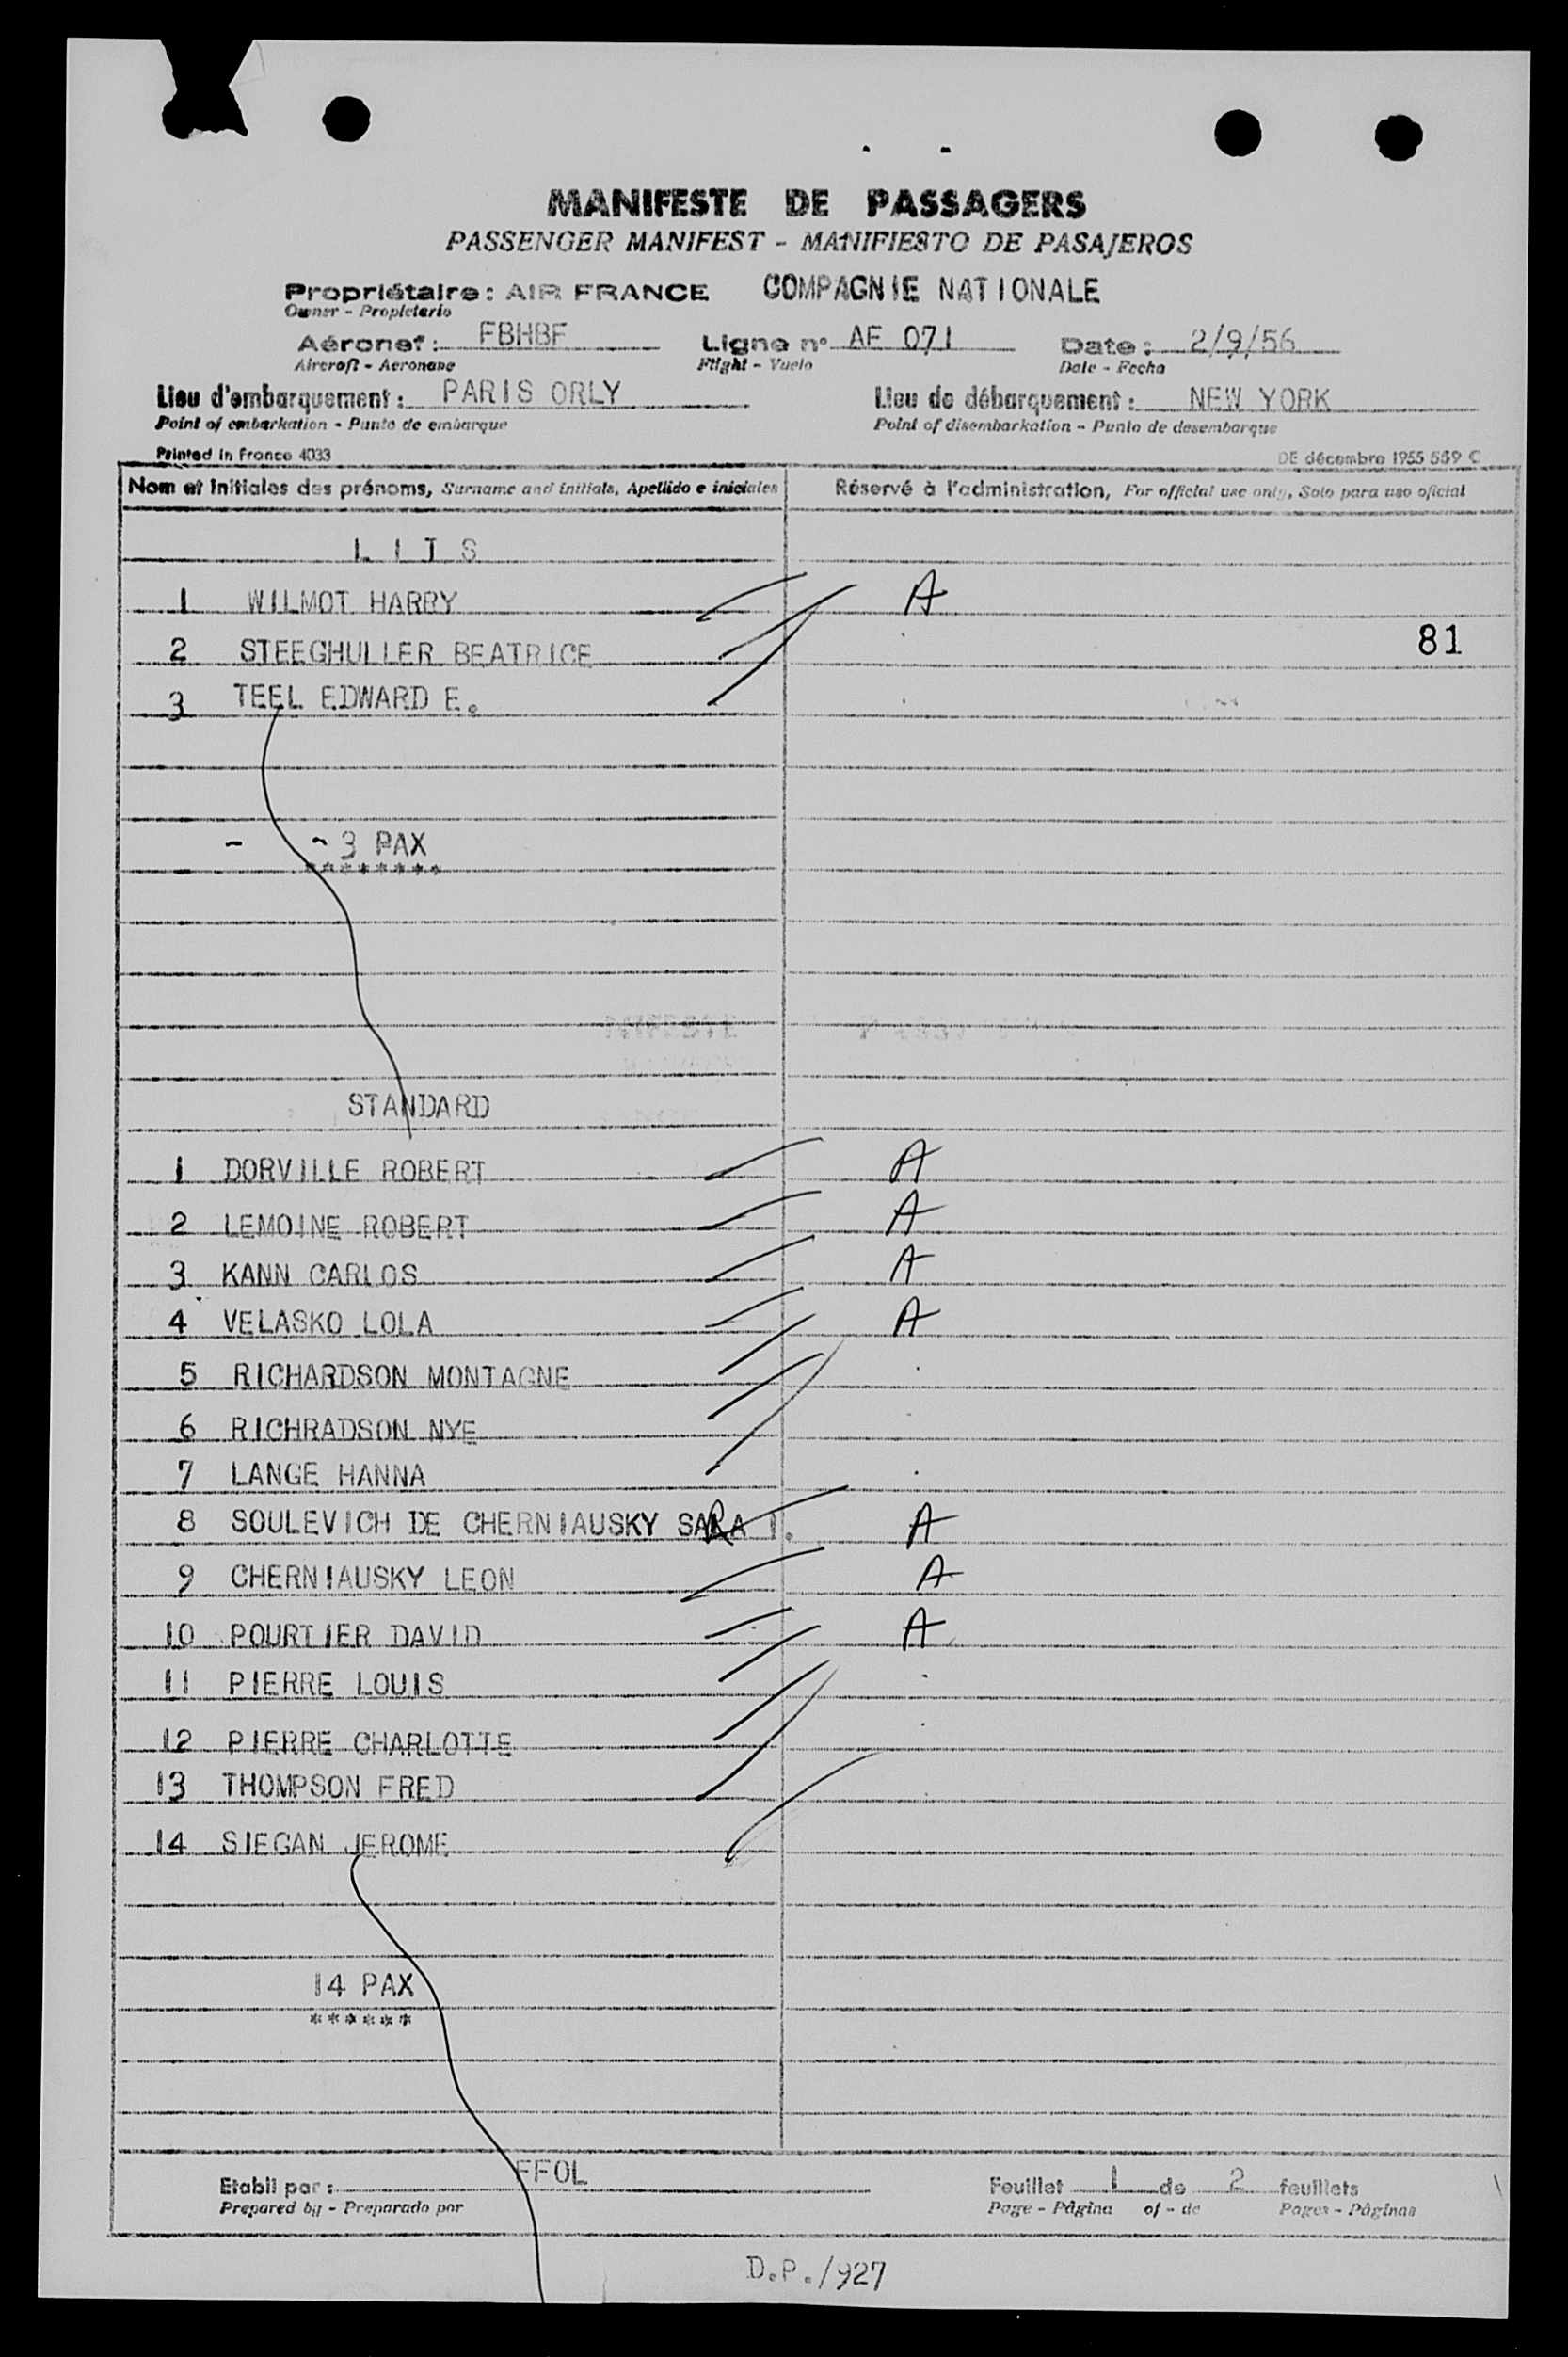 MANIFESTE DE PASSAGERS
PASSENGER MANIFEST - MANIFIESTO DE PASAJEROS
Propriétaire : AIR FRANCE COMPAGNIE NATIONALE
Owner - Propietario
Aéronef : FBHBF Ligne n° AF 071 Date : 2/9/56
Aircraft - Aeronave Flight - Vuelo Date - Fecha
Lieu d'embarquement : PARIS ORLY Lieu de débarquement : NEW YORK
Point of embarkation - Punto de embarque Point of disembarkation - Punto de desembarque
Printed in France 4033 DE décembre 1955 589 C
Nom et initiales des prénoms, Surname and initials, Apellido e iniciales Réservé à l'administration, For official use only, Solo para uso oficial
L I T S
1 WILMOT HARRY A
2 STEEGHULLER BEATRICE 81
3 TEEL EDWARD E.
- - 3 PAX
********
STANDARD
1 DORVILLE ROBERT A
2 LEMOINE ROBERT A
3 KANN CARLOS A
4 VELASKO LOLA A
5 RICHARDSON MONTAGNE
6 RICHRADSON NYE
7 LANGE HANNA
8 SOULEVICH DE CHERNIAUSKY SARA I. A
9 CHERNIAUSKY LEON A
10 POURTIER DAVID A
11 PIERRE LOUIS
12 PIERRE CHARLOTTE
13 THOMPSON FRED
14 SIEGAN JEROME
14 PAX
******
Etabli par : FFOL Feuillet 1 de 2 feuillets
Prepared by - Preparado por Page - Página of - de Pages - Páginas
D.P./927